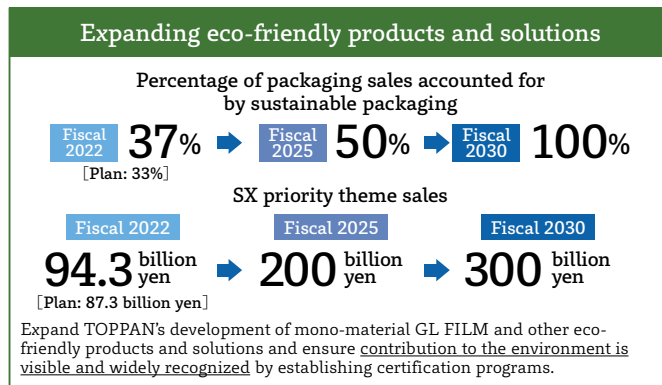 Expanding eco-friendly products and solutions
Percentage of packaging sales accounted for
by sustainable packaging
Fiscal 2022 37% Fiscal 2025 50% Fiscal 2030 100%
[Plan: 33%]
SX priority theme sales
Fiscal 2022 Fiscal 2025 Fiscal 2030
94.3 billion yen 200 billion yen 300 billion yen
[Plan: 87.3 billion yen]
Expand TOPPAN's development of mono-material GL FILM and other eco-
friendly products and solutions and ensure contribution to the environment is
visible and widely recognized by establishing certification programs.